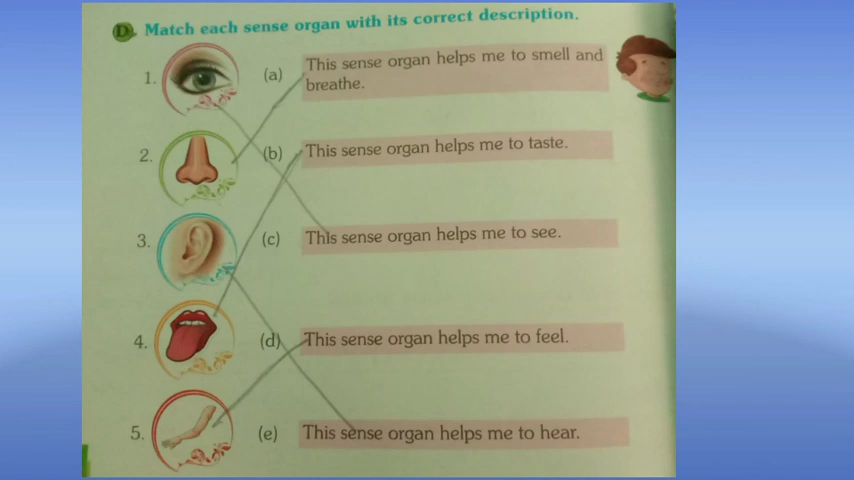 D. Match each sense organ with its correct description.
1. (a) This sense organ helps me to smell and
breathe.
2. (b) This sense organ helps me to taste.
3. (c) This sense organ helps me to see.
4. (d) This sense organ helps me to feel.
5. (e) This sense organ helps me to hear.